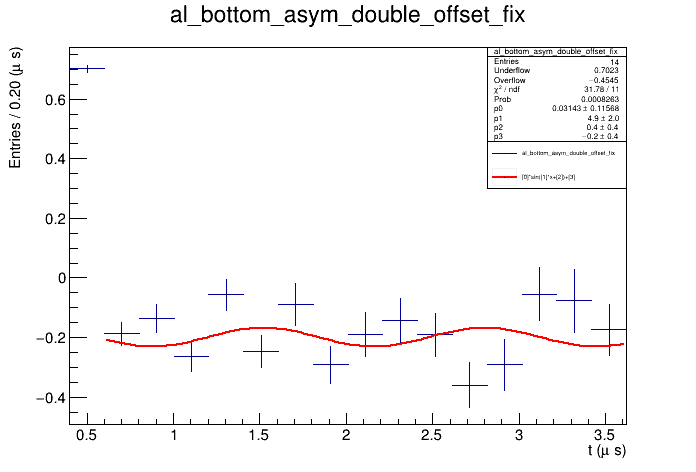 al_bottom_asym_double_offset_fix
Entries / 0.20 (μ s)
al_bottom_asym_double_offset_fix
Entries 14
Underflow 0.7023
Overflow −0.4545
χ² / ndf 31.78 / 11
Prob 0.0008263
p0 0.03143 ± 0.11568
p1 4.9 ± 2.0
p2 0.4 ± 0.4
p3 −0.2 ± 0.4
al_bottom_asym_double_offset_fix
[0]*sin([1]*x+[2])+[3]
0.6
0.4
0.2
0
−0.2
−0.4
0.5 1 1.5 2 2.5 3 3.5
t (μ s)